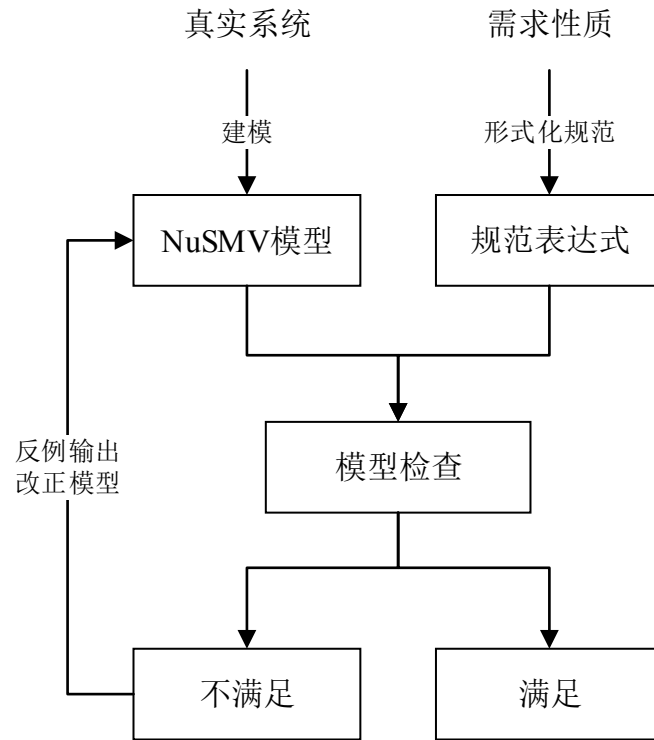 真实系统
需求性质
建模
形式化规范
NuSMV模型
规范表达式
反例输出
改正模型
模型检查
不满足
满足